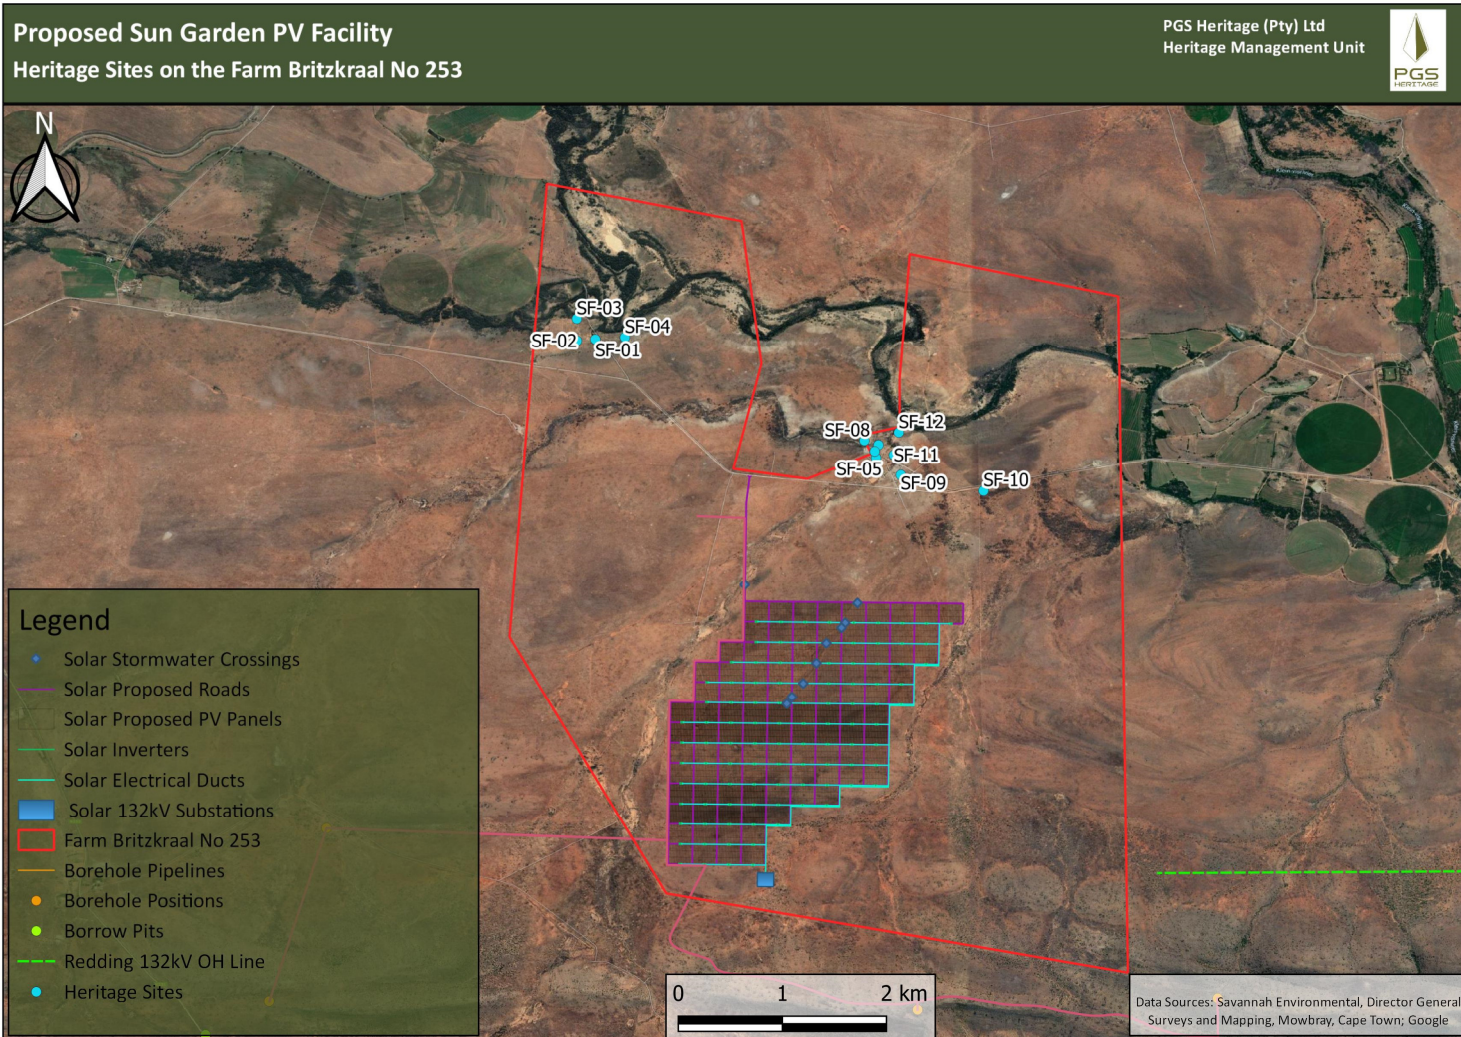 Proposed Sun Garden PV Facility
Heritage Sites on the Farm Britzkraal No 253
PGS Heritage (Pty) Ltd
Heritage Management Unit
PGS
HERITAGE
N
SF-03
SF-04
SF-02
SF-01
SF-12
SF-08
SF-11
SF-05
SF-09
SF-10
Legend
Solar Stormwater Crossings
Solar Proposed Roads
Solar Proposed PV Panels
Solar Inverters
Solar Electrical Ducts
Solar 132kV Substations
Farm Britzkraal No 253
Borehole Pipelines
Borehole Positions
Borrow Pits
Redding 132kV OH Line
Heritage Sites
0 1 2 km
Data Sources: Savannah Environmental, Director General
Surveys and Mapping, Mowbray, Cape Town; Google